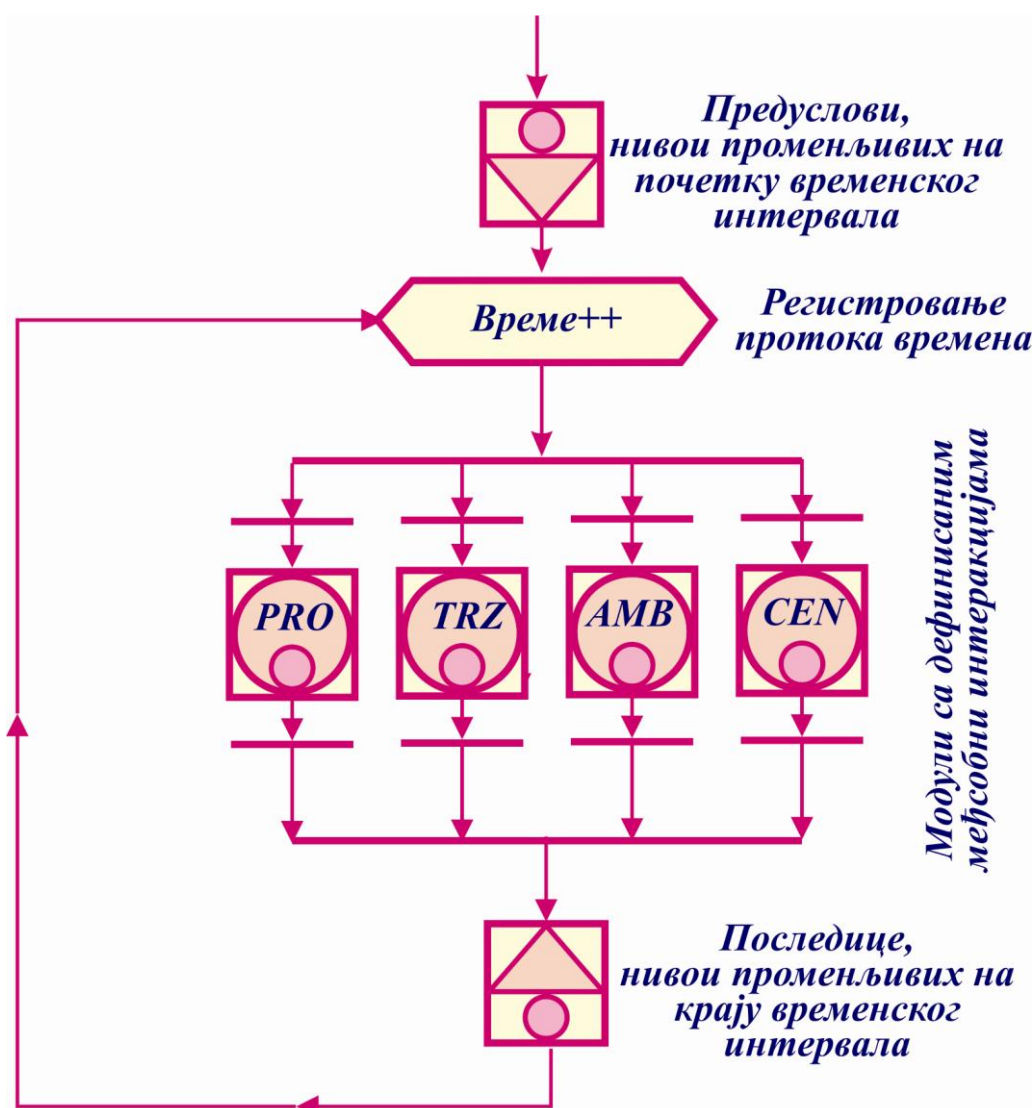 Предуслови,
нивои променљивих на
почетку временског
интервала
Време++
Регистровање
протока времена
PRO
TRZ
AMB
CEN
Модули са дефинисаним
међсобни интеракцијама
Последице,
нивои променљивих на
крају временског
интервала